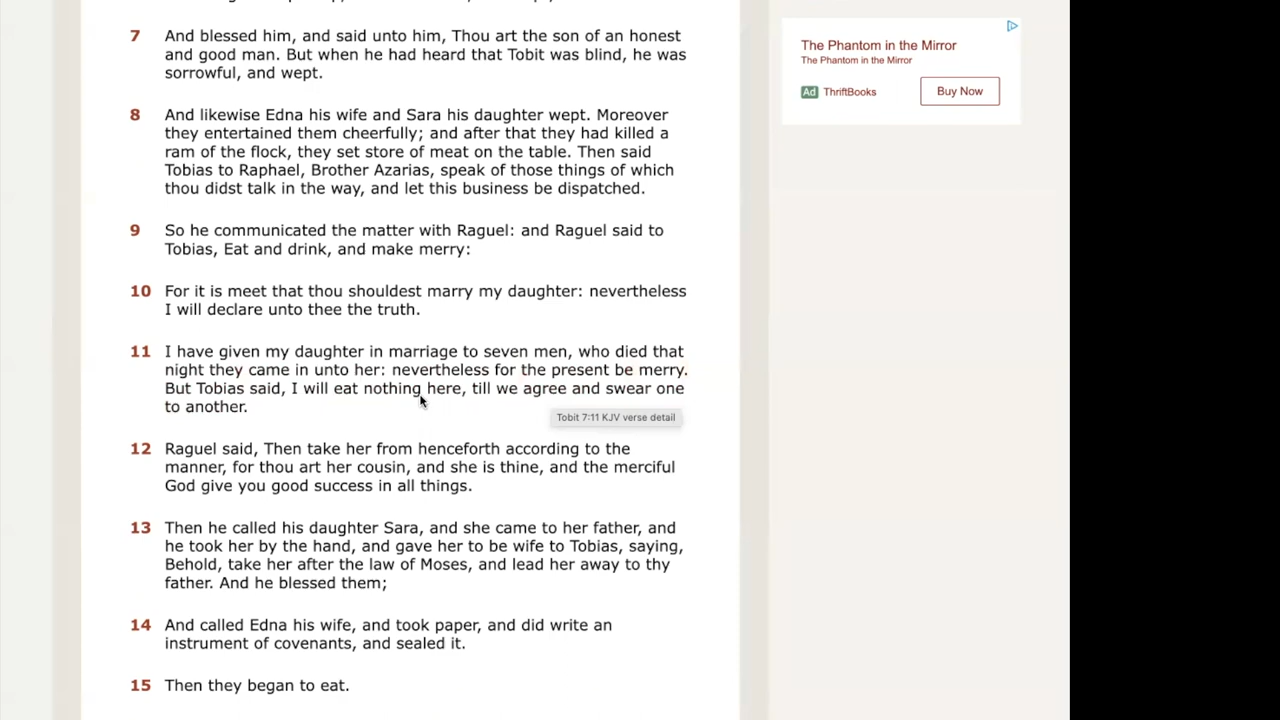 7 And blessed him, and said unto him, Thou art the son of an honest
and good man. But when he had heard that Tobit was blind, he was
sorrowful, and wept.
8 And likewise Edna his wife and Sara his daughter wept. Moreover
they entertained them cheerfully; and after that they had killed a
ram of the flock, they set store of meat on the table. Then said
Tobias to Raphael, Brother Azarias, speak of those things of which
thou didst talk in the way, and let this business be dispatched.
9 So he communicated the matter with Raguel: and Raguel said to
Tobias, Eat and drink, and make merry:
10 For it is meet that thou shouldest marry my daughter: nevertheless
I will declare unto thee the truth.
11 I have given my daughter in marriage to seven men, who died that
night they came in unto her: nevertheless for the present be merry.
But Tobias said, I will eat nothing here, till we agree and swear one
to another.
Tobit 7:11 KJV verse detail
12 Raguel said, Then take her from henceforth according to the
manner, for thou art her cousin, and she is thine, and the merciful
God give you good success in all things.
13 Then he called his daughter Sara, and she came to her father, and
he took her by the hand, and gave her to be wife to Tobias, saying,
Behold, take her after the law of Moses, and lead her away to thy
father. And he blessed them;
14 And called Edna his wife, and took paper, and did write an
instrument of covenants, and sealed it.
15 Then they began to eat.
The Phantom in the Mirror
The Phantom in the Mirror
Ad ThriftBooks
Buy Now